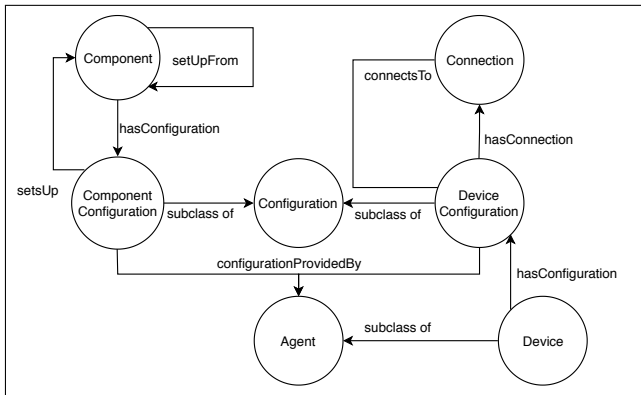 Component
setUpFrom
connectsTo
Connection
hasConfiguration
hasConnection
setsUp
Component
Configuration
subclass of
Configuration
subclass of
Device
Configuration
configurationProvidedBy
hasConfiguration
Agent
subclass of
Device